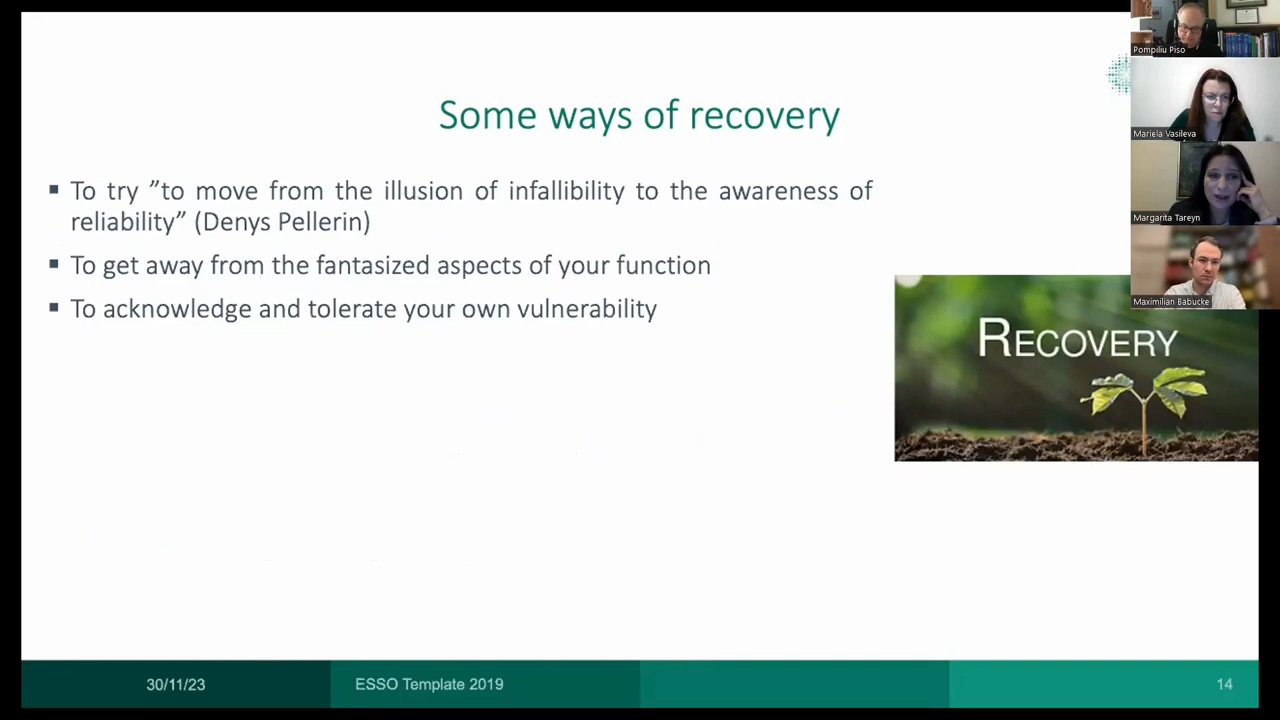 Some ways of recovery
▪ To try ”to move from the illusion of infallibility to the awareness of
reliability” (Denys Pellerin)
▪ To get away from the fantasized aspects of your function
▪ To acknowledge and tolerate your own vulnerability
RECOVERY
30/11/23
ESSO Template 2019
14
Pompiliu Piso
Mariela Vasileva
Margarita Tareyn
Maximilian Babucke